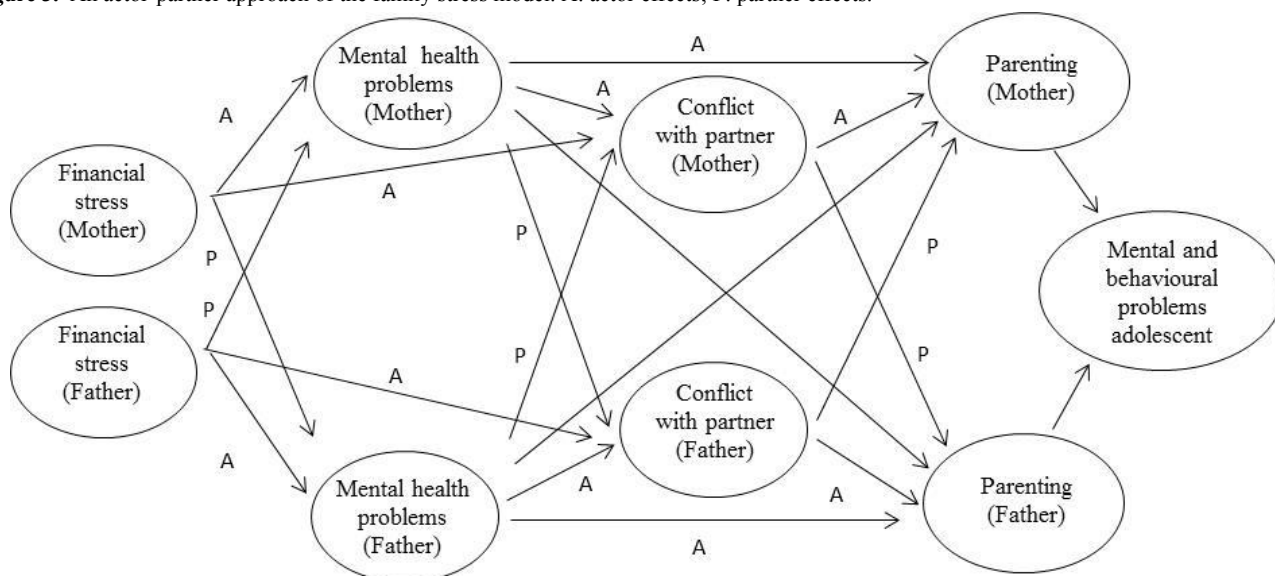 An actor-partner approach of the family stress model. A: actor effects; P: partner effects.
Mental health
problems
(Mother)
A
Parenting
(Mother)
A
A
Conflict
with partner
(Mother)
A
Financial
stress
(Mother)
A
P
P
Mental and
behavioural
problems
adolescent
P
P
P
P
Financial
stress
(Father)
A
Conflict
with partner
(Father)
A
Mental health
problems
(Father)
A
A
Parenting
(Father)
A